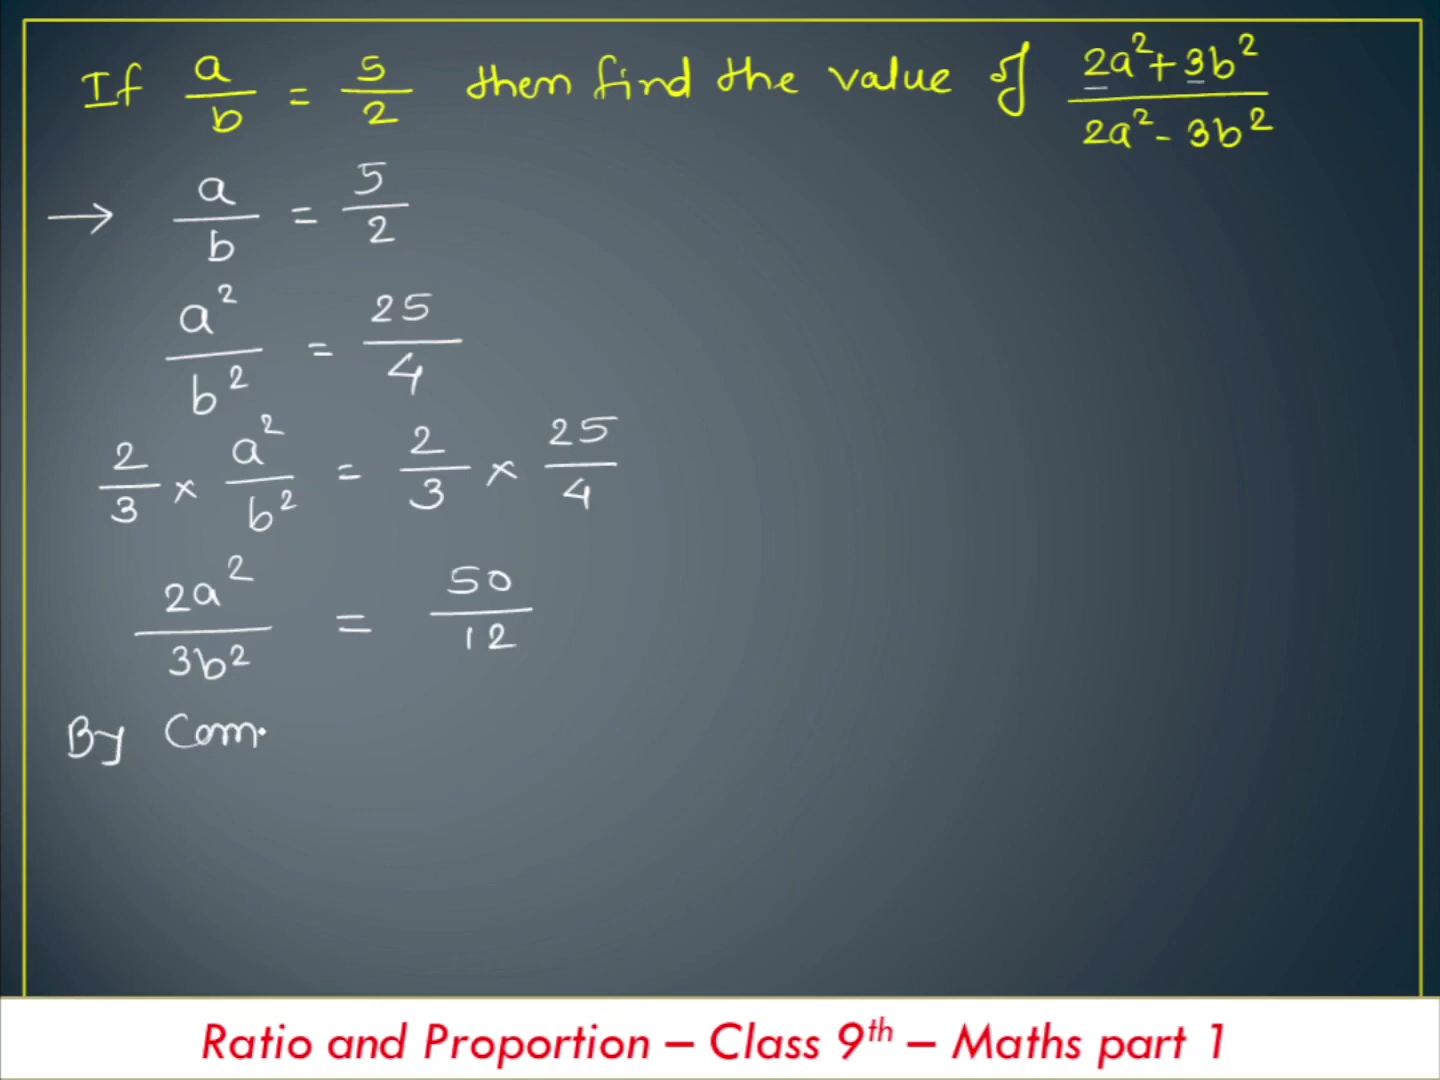 If a/b = 5/2 then find the value of (2a²+3b²)/(2a²-3b²)
→ a/b = 5/2
a²/b² = 25/4
2/3 × a²/b² = 2/3 × 25/4
2a²/3b² = 50/12
By Com.
Ratio and Proportion – Class 9th – Maths part 1